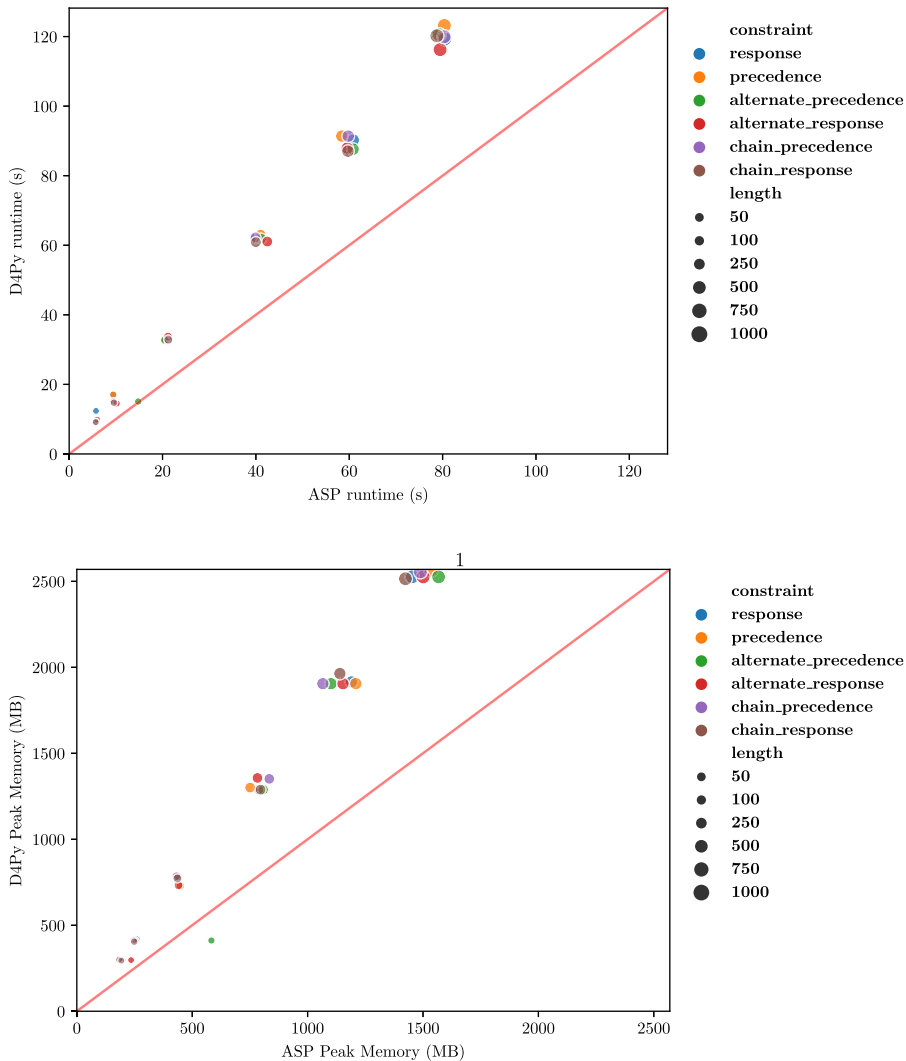 120
100
80
60
40
20
0
D4Py runtime (s)
0 20 40 60 80 100 120
ASP runtime (s)
constraint
response
precedence
alternate_precedence
alternate_response
chain_precedence
chain_response
length
50
100
250
500
750
1000
1
2500
2000
1500
1000
500
0
D4Py Peak Memory (MB)
0 500 1000 1500 2000 2500
ASP Peak Memory (MB)
constraint
response
precedence
alternate_precedence
alternate_response
chain_precedence
chain_response
length
50
100
250
500
750
1000